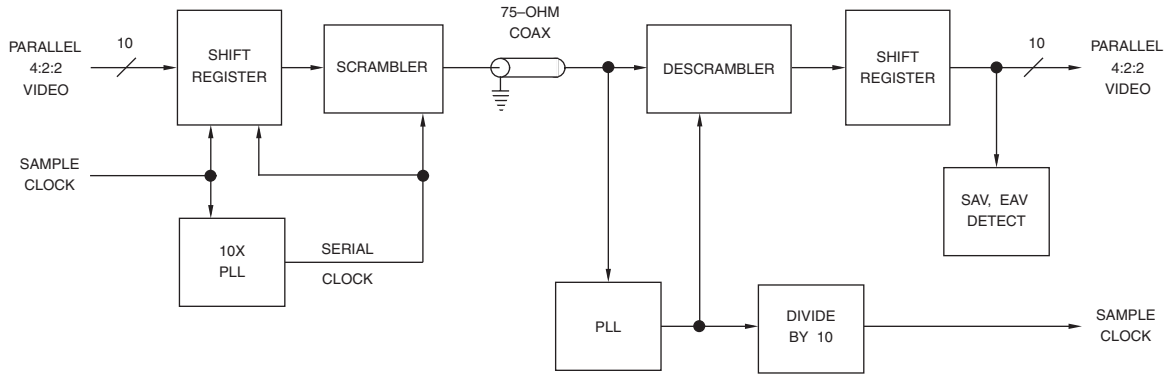 75–OHM
COAX
PARALLEL
4:2:2
VIDEO
10
SHIFT
REGISTER
SCRAMBLER
DESCRAMBLER
SHIFT
REGISTER
10
PARALLEL
4:2:2
VIDEO
SAMPLE
CLOCK
SAV, EAV
DETECT
10X
PLL
SERIAL
CLOCK
PLL
DIVIDE
BY 10
SAMPLE
CLOCK